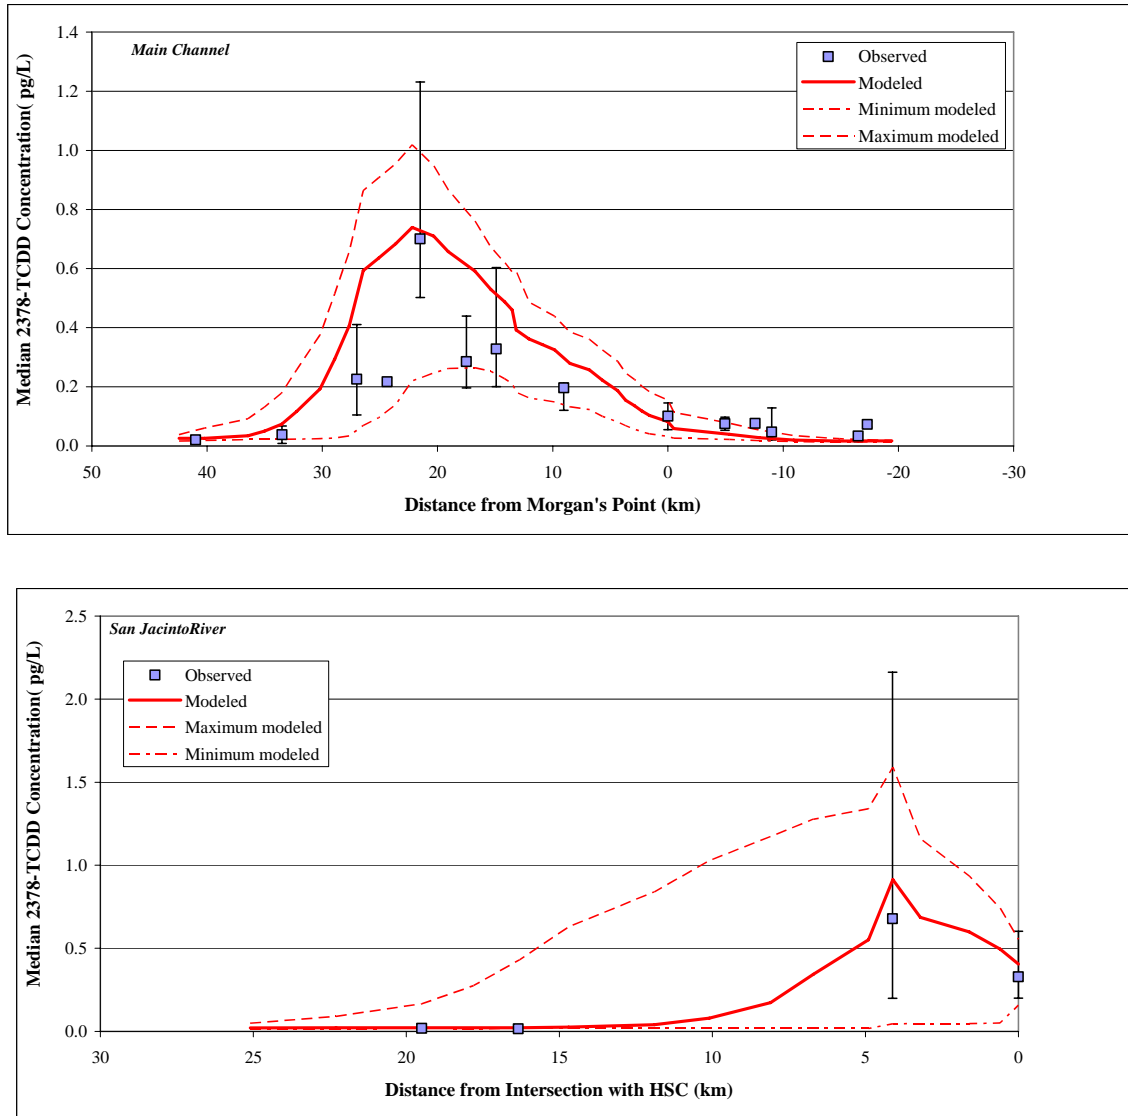 Main Channel
Median 2378-TCDD Concentration( pg/L)
1.4
1.2
1.0
0.8
0.6
0.4
0.2
0.0
50 40 30 20 10 0 -10 -20 -30
Distance from Morgan's Point (km)
Observed
Modeled
Minimum modeled
Maximum modeled
San JacintoRiver
Median 2378-TCDD Concentration( pg/L)
2.5
2.0
1.5
1.0
0.5
0.0
30 25 20 15 10 5 0
Distance from Intersection with HSC (km)
Observed
Modeled
Maximum modeled
Minimum modeled